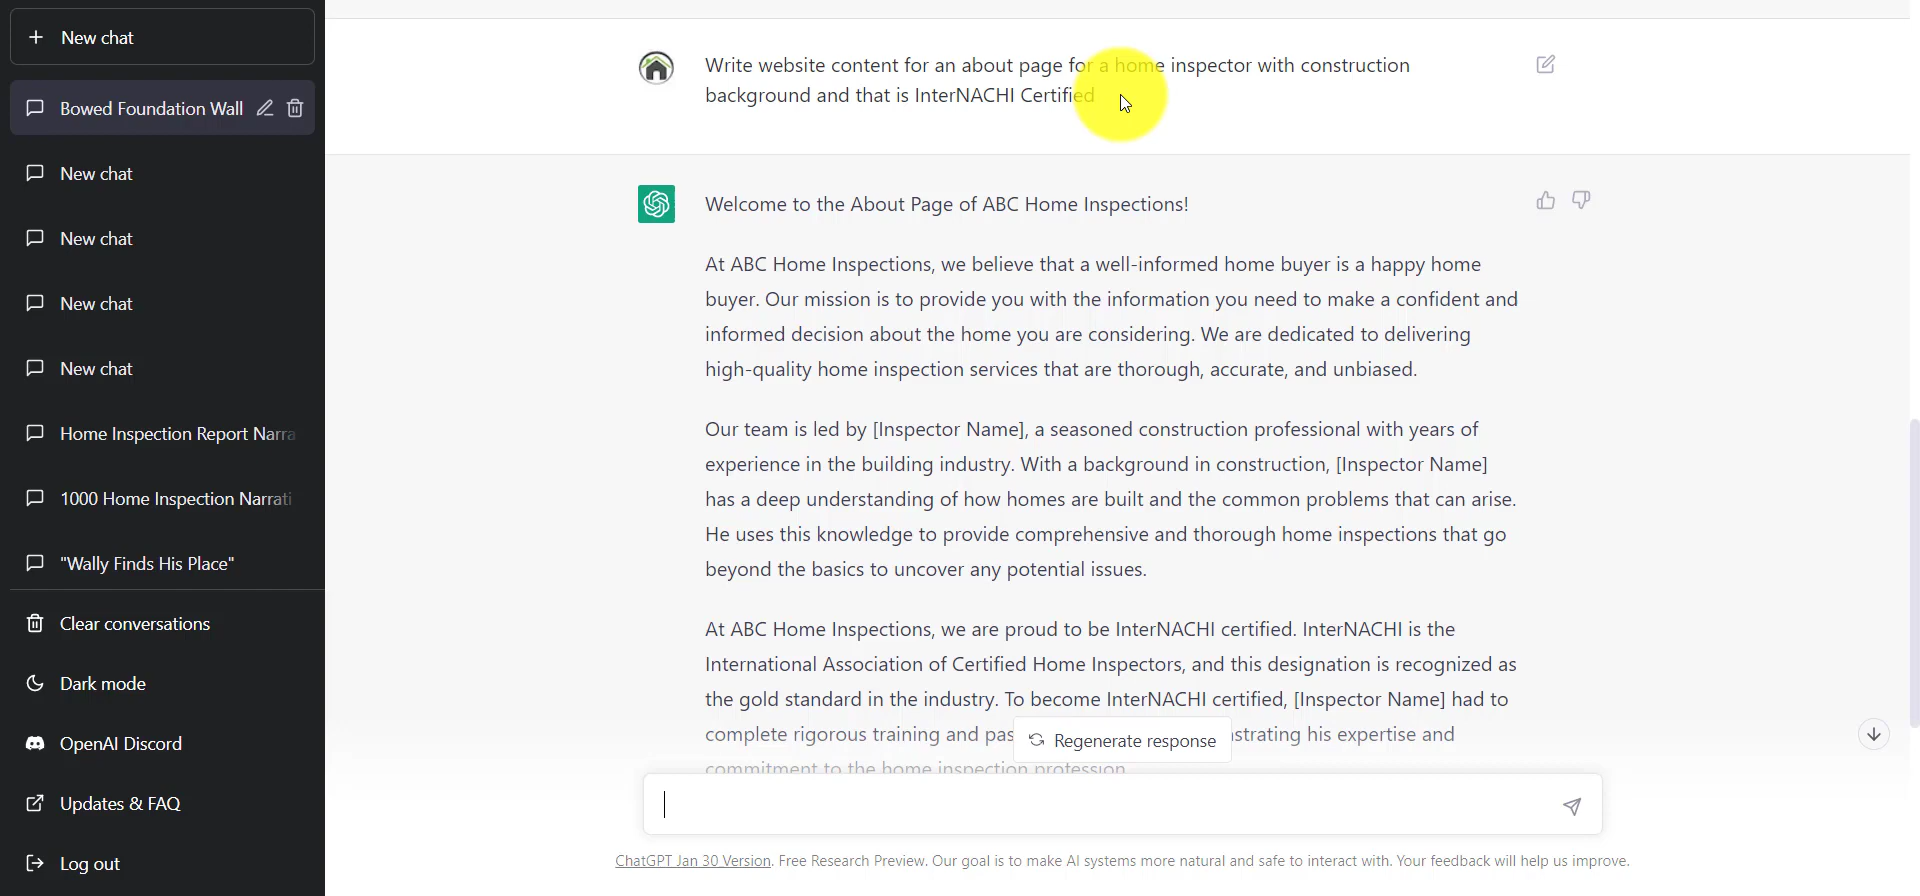 New chat
Bowed Foundation Wall
New chat
New chat
New chat
New chat
Home Inspection Report Narra
1000 Home Inspection Narrati
"Wally Finds His Place"
Clear conversations
Dark mode
OpenAI Discord
Updates & FAQ
Log out
Write website content for an about page for a home inspector with construction
background and that is InterNACHI Certified
Welcome to the About Page of ABC Home Inspections!
At ABC Home Inspections, we believe that a well-informed home buyer is a happy home
buyer. Our mission is to provide you with the information you need to make a confident and
informed decision about the home you are considering. We are dedicated to delivering
high-quality home inspection services that are thorough, accurate, and unbiased.
Our team is led by [Inspector Name], a seasoned construction professional with years of
experience in the building industry. With a background in construction, [Inspector Name]
has a deep understanding of how homes are built and the common problems that can arise.
He uses this knowledge to provide comprehensive and thorough home inspections that go
beyond the basics to uncover any potential issues.
At ABC Home Inspections, we are proud to be InterNACHI certified. InterNACHI is the
International Association of Certified Home Inspectors, and this designation is recognized as
the gold standard in the industry. To become InterNACHI certified, [Inspector Name] had to
complete rigorous training and pas strating his expertise and
Regenerate response
commitment to the home inspection profession.
ChatGPT Jan 30 Version. Free Research Preview. Our goal is to make AI systems more natural and safe to interact with. Your feedback will help us improve.